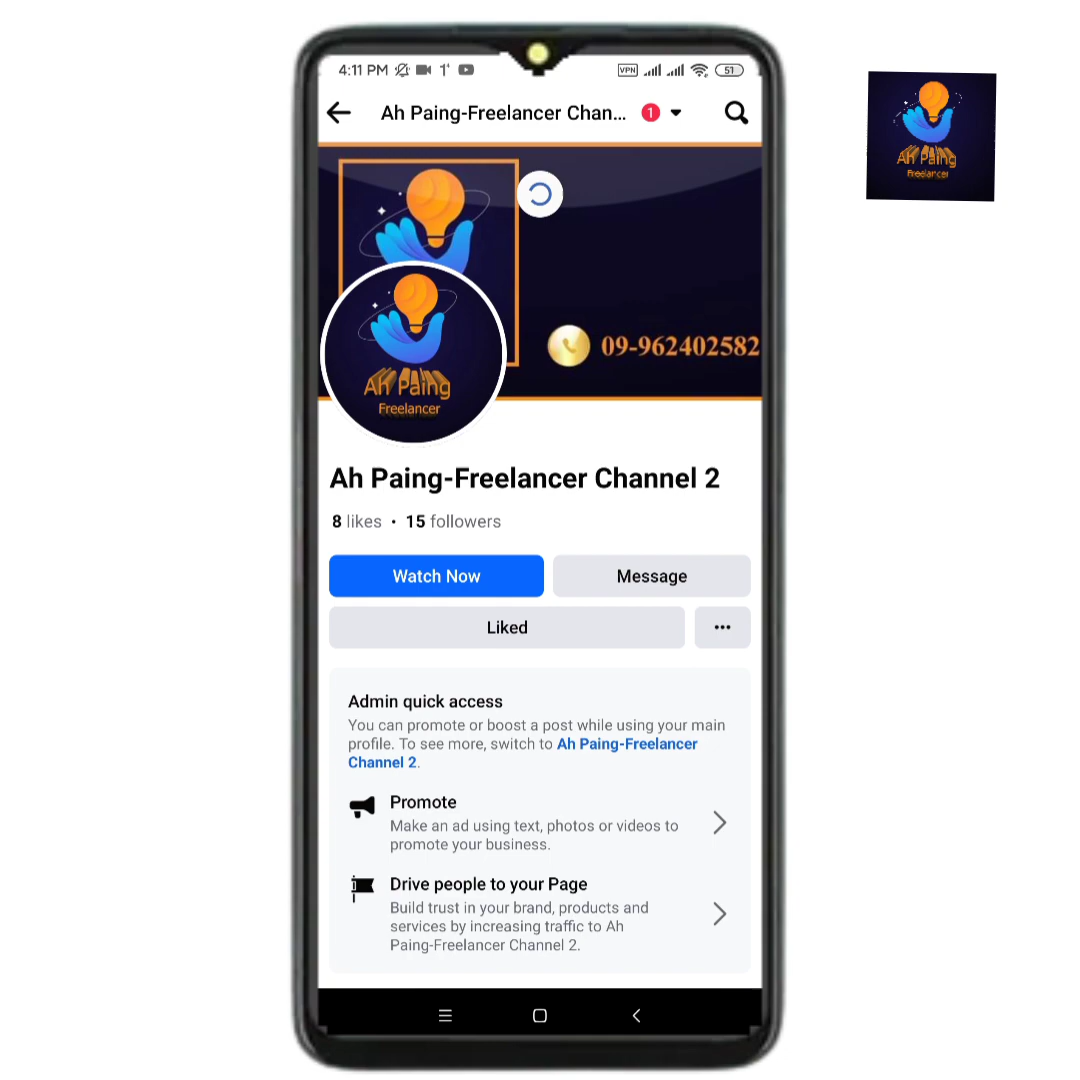 4:11 PM
VPN
51
Ah Paing-Freelancer Chan...
1
Ah Paing
Freelancer
09-962402582
Ah Paing
Freelancer
Ah Paing-Freelancer Channel 2
8 likes • 15 followers
Watch Now
Message
Liked
Admin quick access
You can promote or boost a post while using your main
profile. To see more, switch to Ah Paing-Freelancer
Channel 2.
Promote
Make an ad using text, photos or videos to
promote your business.
Drive people to your Page
Build trust in your brand, products and
services by increasing traffic to Ah
Paing-Freelancer Channel 2.